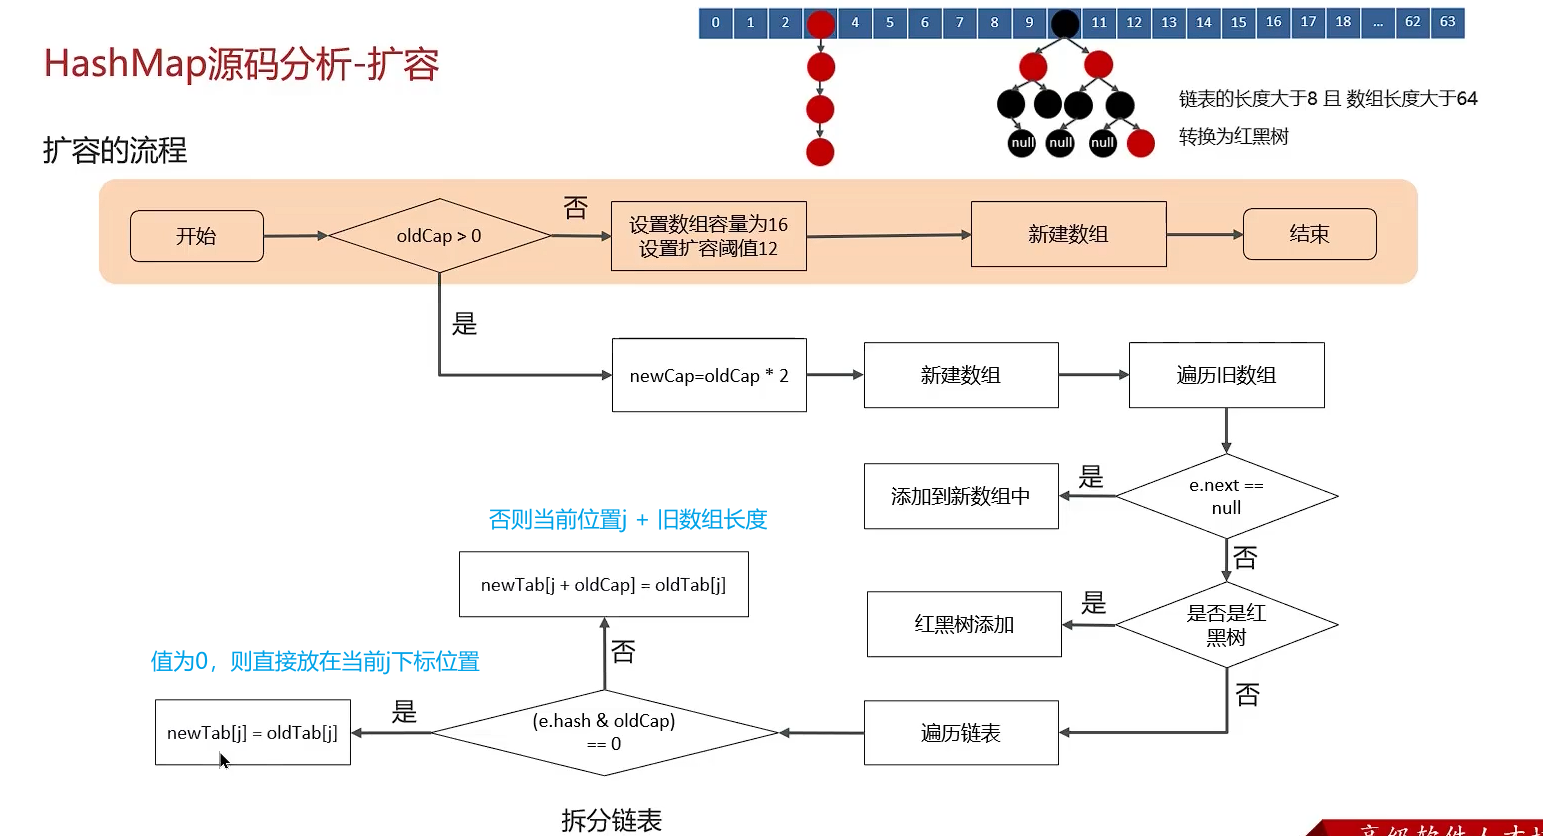 0 1 2 4 5 6 7 8 9 11 12 13 14 15 16 17 18 ... 62 63
HashMap源码分析-扩容
链表的长度大于8 且 数组长度大于64
转换为红黑树
null null null
扩容的流程
开始
oldCap > 0
否
设置数组容量为16
设置扩容阈值12
新建数组
结束
是
newCap=oldCap * 2
新建数组
遍历旧数组
e.next ==
null
是
添加到新数组中
否
是否是红
黑树
是
红黑树添加
否
遍历链表
(e.hash & oldCap)
== 0
否
newTab[j + oldCap] = oldTab[j]
否则当前位置j + 旧数组长度
是
值为0，则直接放在当前j下标位置
newTab[j] = oldTab[j]
拆分链表
高级软件人才培